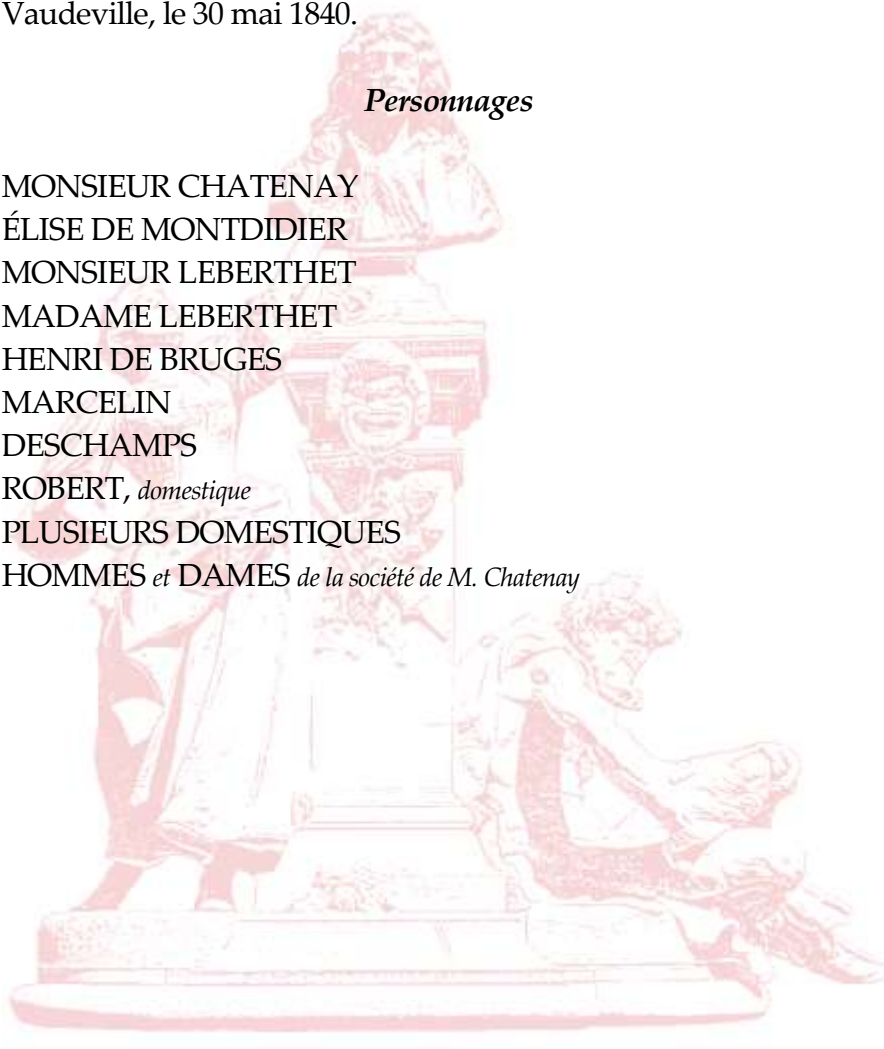 Vaudeville, le 30 mai 1840.
Personnages
MONSIEUR CHATENAY
ÉLISE DE MONTDIDIER
MONSIEUR LEBERTHET
MADAME LEBERTHET
HENRI DE BRUGES
MARCELIN
DESCHAMPS
ROBERT, domestique
PLUSIEURS DOMESTIQUES
HOMMES et DAMES de la société de M. Chatenay